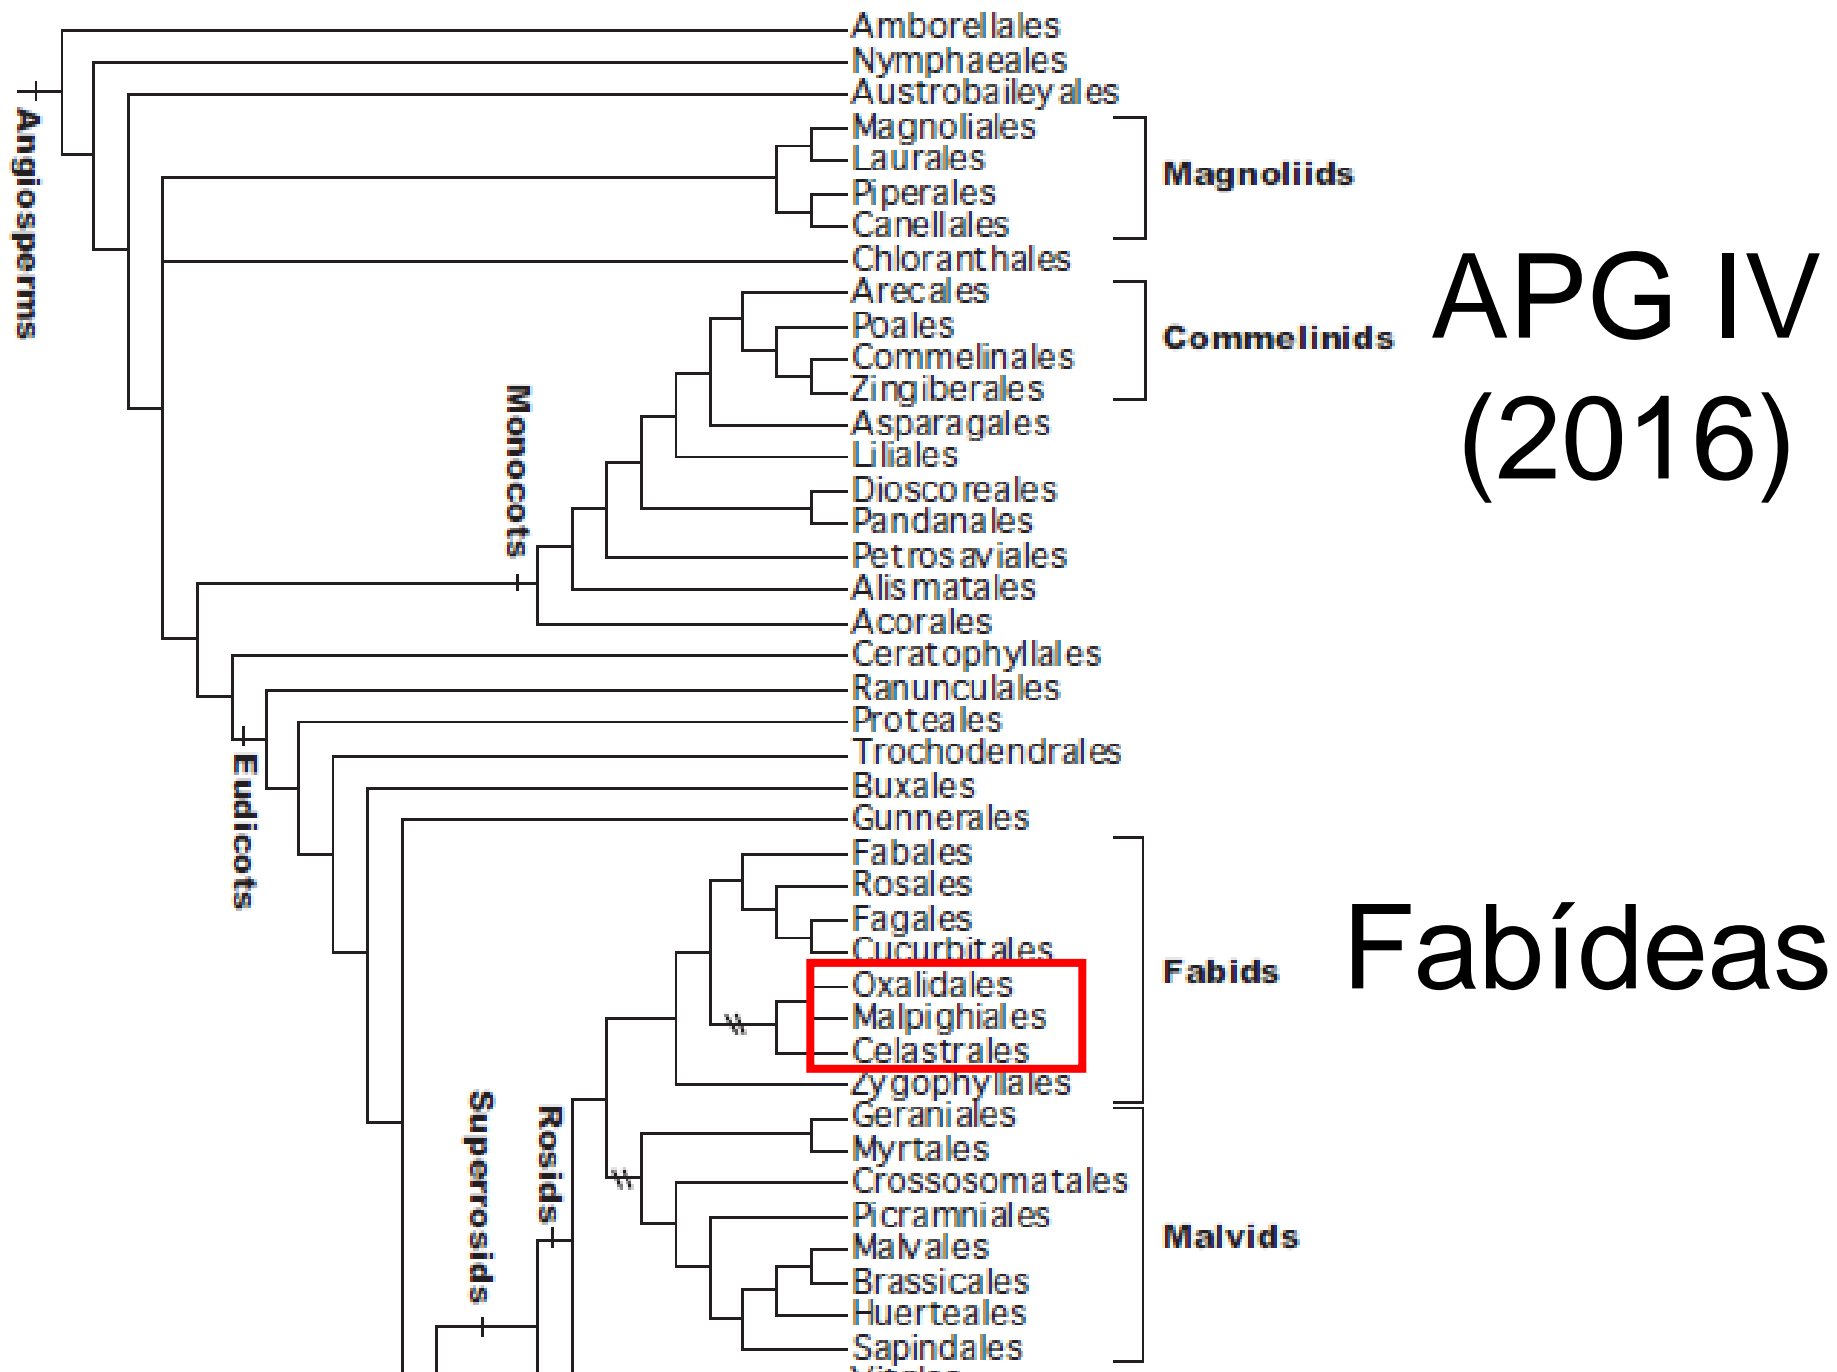 Amborellales
Nymphaeales
Austrobaileyales
Magnoliales
Laurales
Piperales
Canellales
Magnoliids
Chloranthales
Arecales
Poales
Commelinales
Zingiberales
Commelinids
Asparagales
Liliales
Dioscoreales
Pandanales
Petrosaviales
Alismatales
Acorales
Ceratophyllales
Ranunculales
Proteales
Trochodendrales
Buxales
Gunnerales
Fabales
Rosales
Fagales
Cucurbitales
Oxalidales
Malpighiales
Celastrales
Zygophyllales
Fabids
Geraniales
Myrtales
Crossosomatales
Picramniales
Malvales
Brassicales
Huerteales
Sapindales
Malvids
Angiosperms
Monocots
Eudicots
Superrosids
Rosids
APG IV
(2016)
Fabídeas